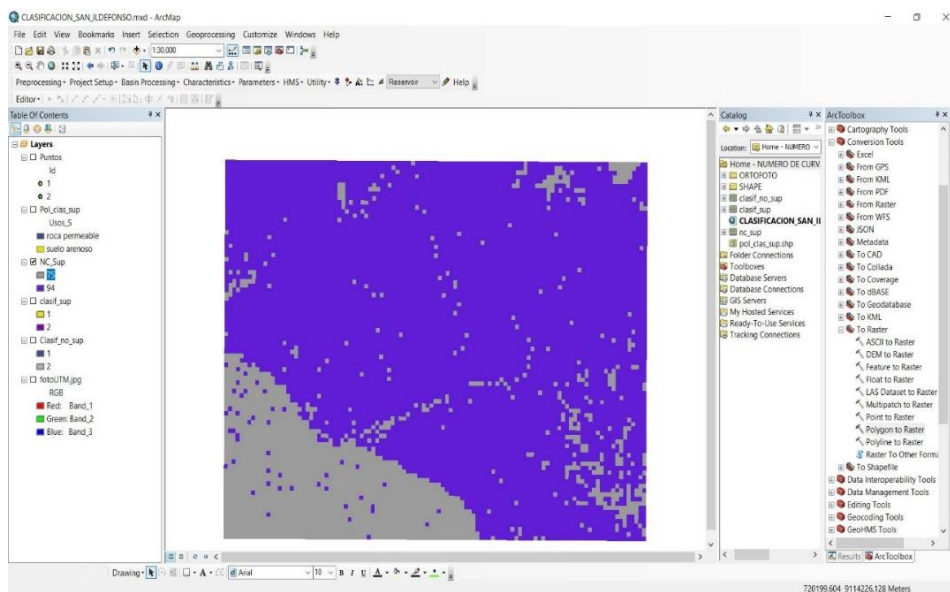 CLASIFICACION_SAN_ILDEFONSO.mxd - ArcMap
File Edit View Bookmarks Insert Selection Geoprocessing Customize Windows Help
1:30.000
Preprocessing Project Setup Basin Processing Characteristics Parameters HMS Utility Reservoir Help
Editor
Table Of Contents
Layers
Puntos
Id
1
2
Pol_clas_sup
Usos_S
roca permeable
suelo arenoso
NC_Sup
75
94
clasif_sup
1
2
Clasif_no_sup
1
2
fotoUTM.jpg
RGB
Red: Band_1
Green: Band_2
Blue: Band_3
Catalog
Location: Home - NUMERO
Home - NUMERO DE CURV
ORTOFOTO
SHAPE
clasif_no_sup
clasif_sup
CLASIFICACION_SAN_IL
nc_sup
pol_clas_sup.shp
Folder Connections
Toolboxes
Database Servers
Database Connections
GIS Servers
My Hosted Services
Ready-To-Use Services
Tracking Connections
ArcToolbox
Cartography Tools
Conversion Tools
Excel
From GPS
From KML
From PDF
From Raster
From WFS
JSON
Metadata
To CAD
To Collada
To Coverage
To dBASE
To Geodatabase
To KML
To Raster
ASCII to Raster
DEM to Raster
Feature to Raster
Float to Raster
LAS Dataset to Raster
Multipatch to Raster
Point to Raster
Polygon to Raster
Polyline to Raster
Raster To Other Forma
To Shapefile
Data Interoperability Tools
Data Management Tools
Editing Tools
Geocoding Tools
GeoHMS Tools
Results ArcToolbox
Drawing A Arial 10 B I U A
720199.604 9114226.128 Meters